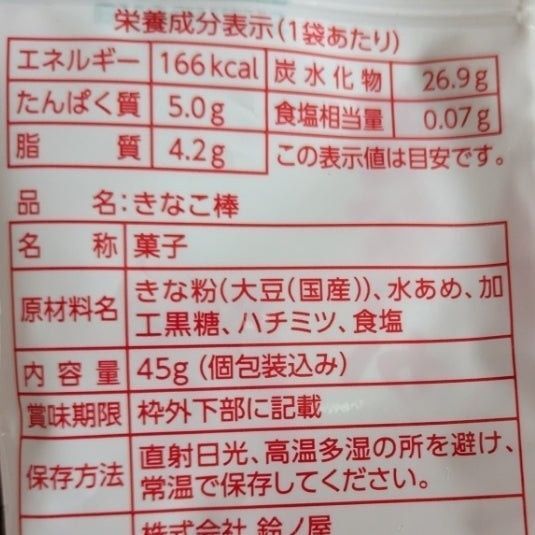 栄養成分表示(1袋あたり)
エネルギー 166kcal 炭水化物 26.9g
たんぱく質 5.0g 食塩相当量 0.07g
脂質 4.2g この表示値は目安です。
品名:きなこ棒
名称 菓子
原材料名 きな粉(大豆(国産))、水あめ、加
工黒糖、ハチミツ、食塩
内容量 45g (個包装込み)
賞味期限 枠外下部に記載
保存方法 直射日光、高温多湿の所を避け、
常温で保存してください。
株式会社 鈴ノ屋